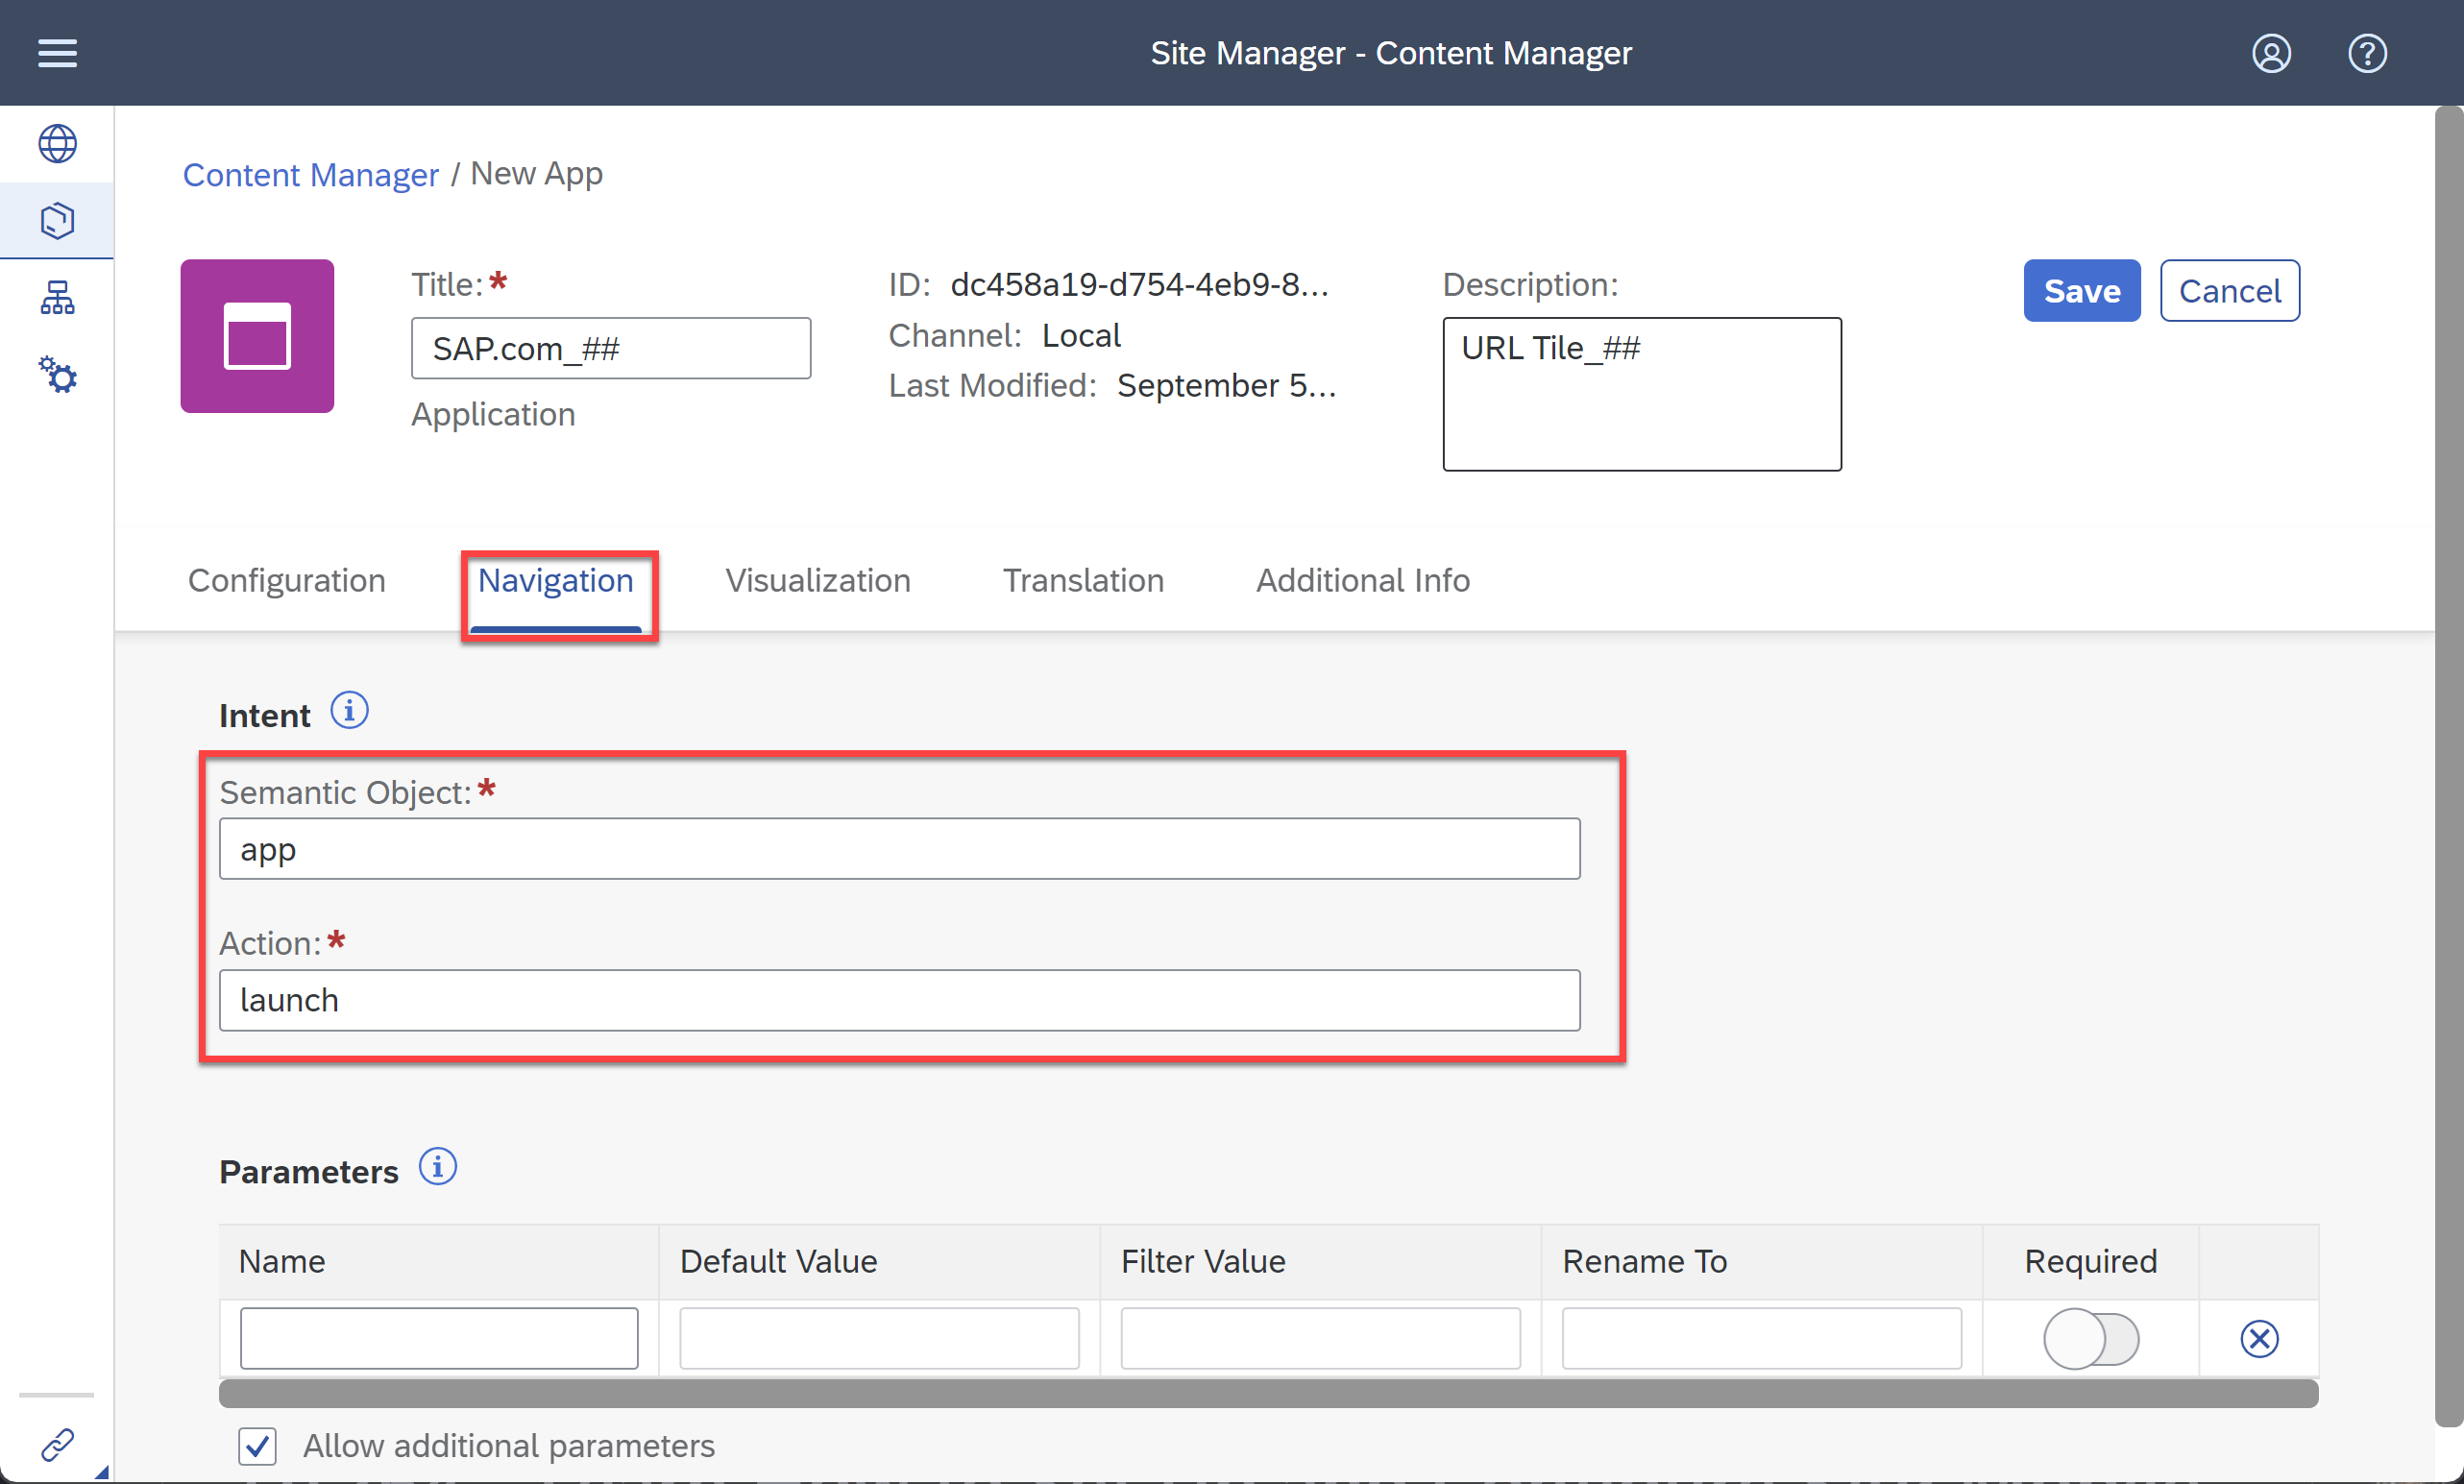 Site Manager - Content Manager
Content Manager / New App
Title:*
SAP.com_##
Application
ID: dc458a19-d754-4eb9-8...
Channel: Local
Last Modified: September 5...
Description:
URL Tile_##
Save
Cancel
Configuration
Navigation
Visualization
Translation
Additional Info
Intent
Semantic Object:*
app
Action:*
launch
Parameters
Name
Default Value
Filter Value
Rename To
Required
Allow additional parameters